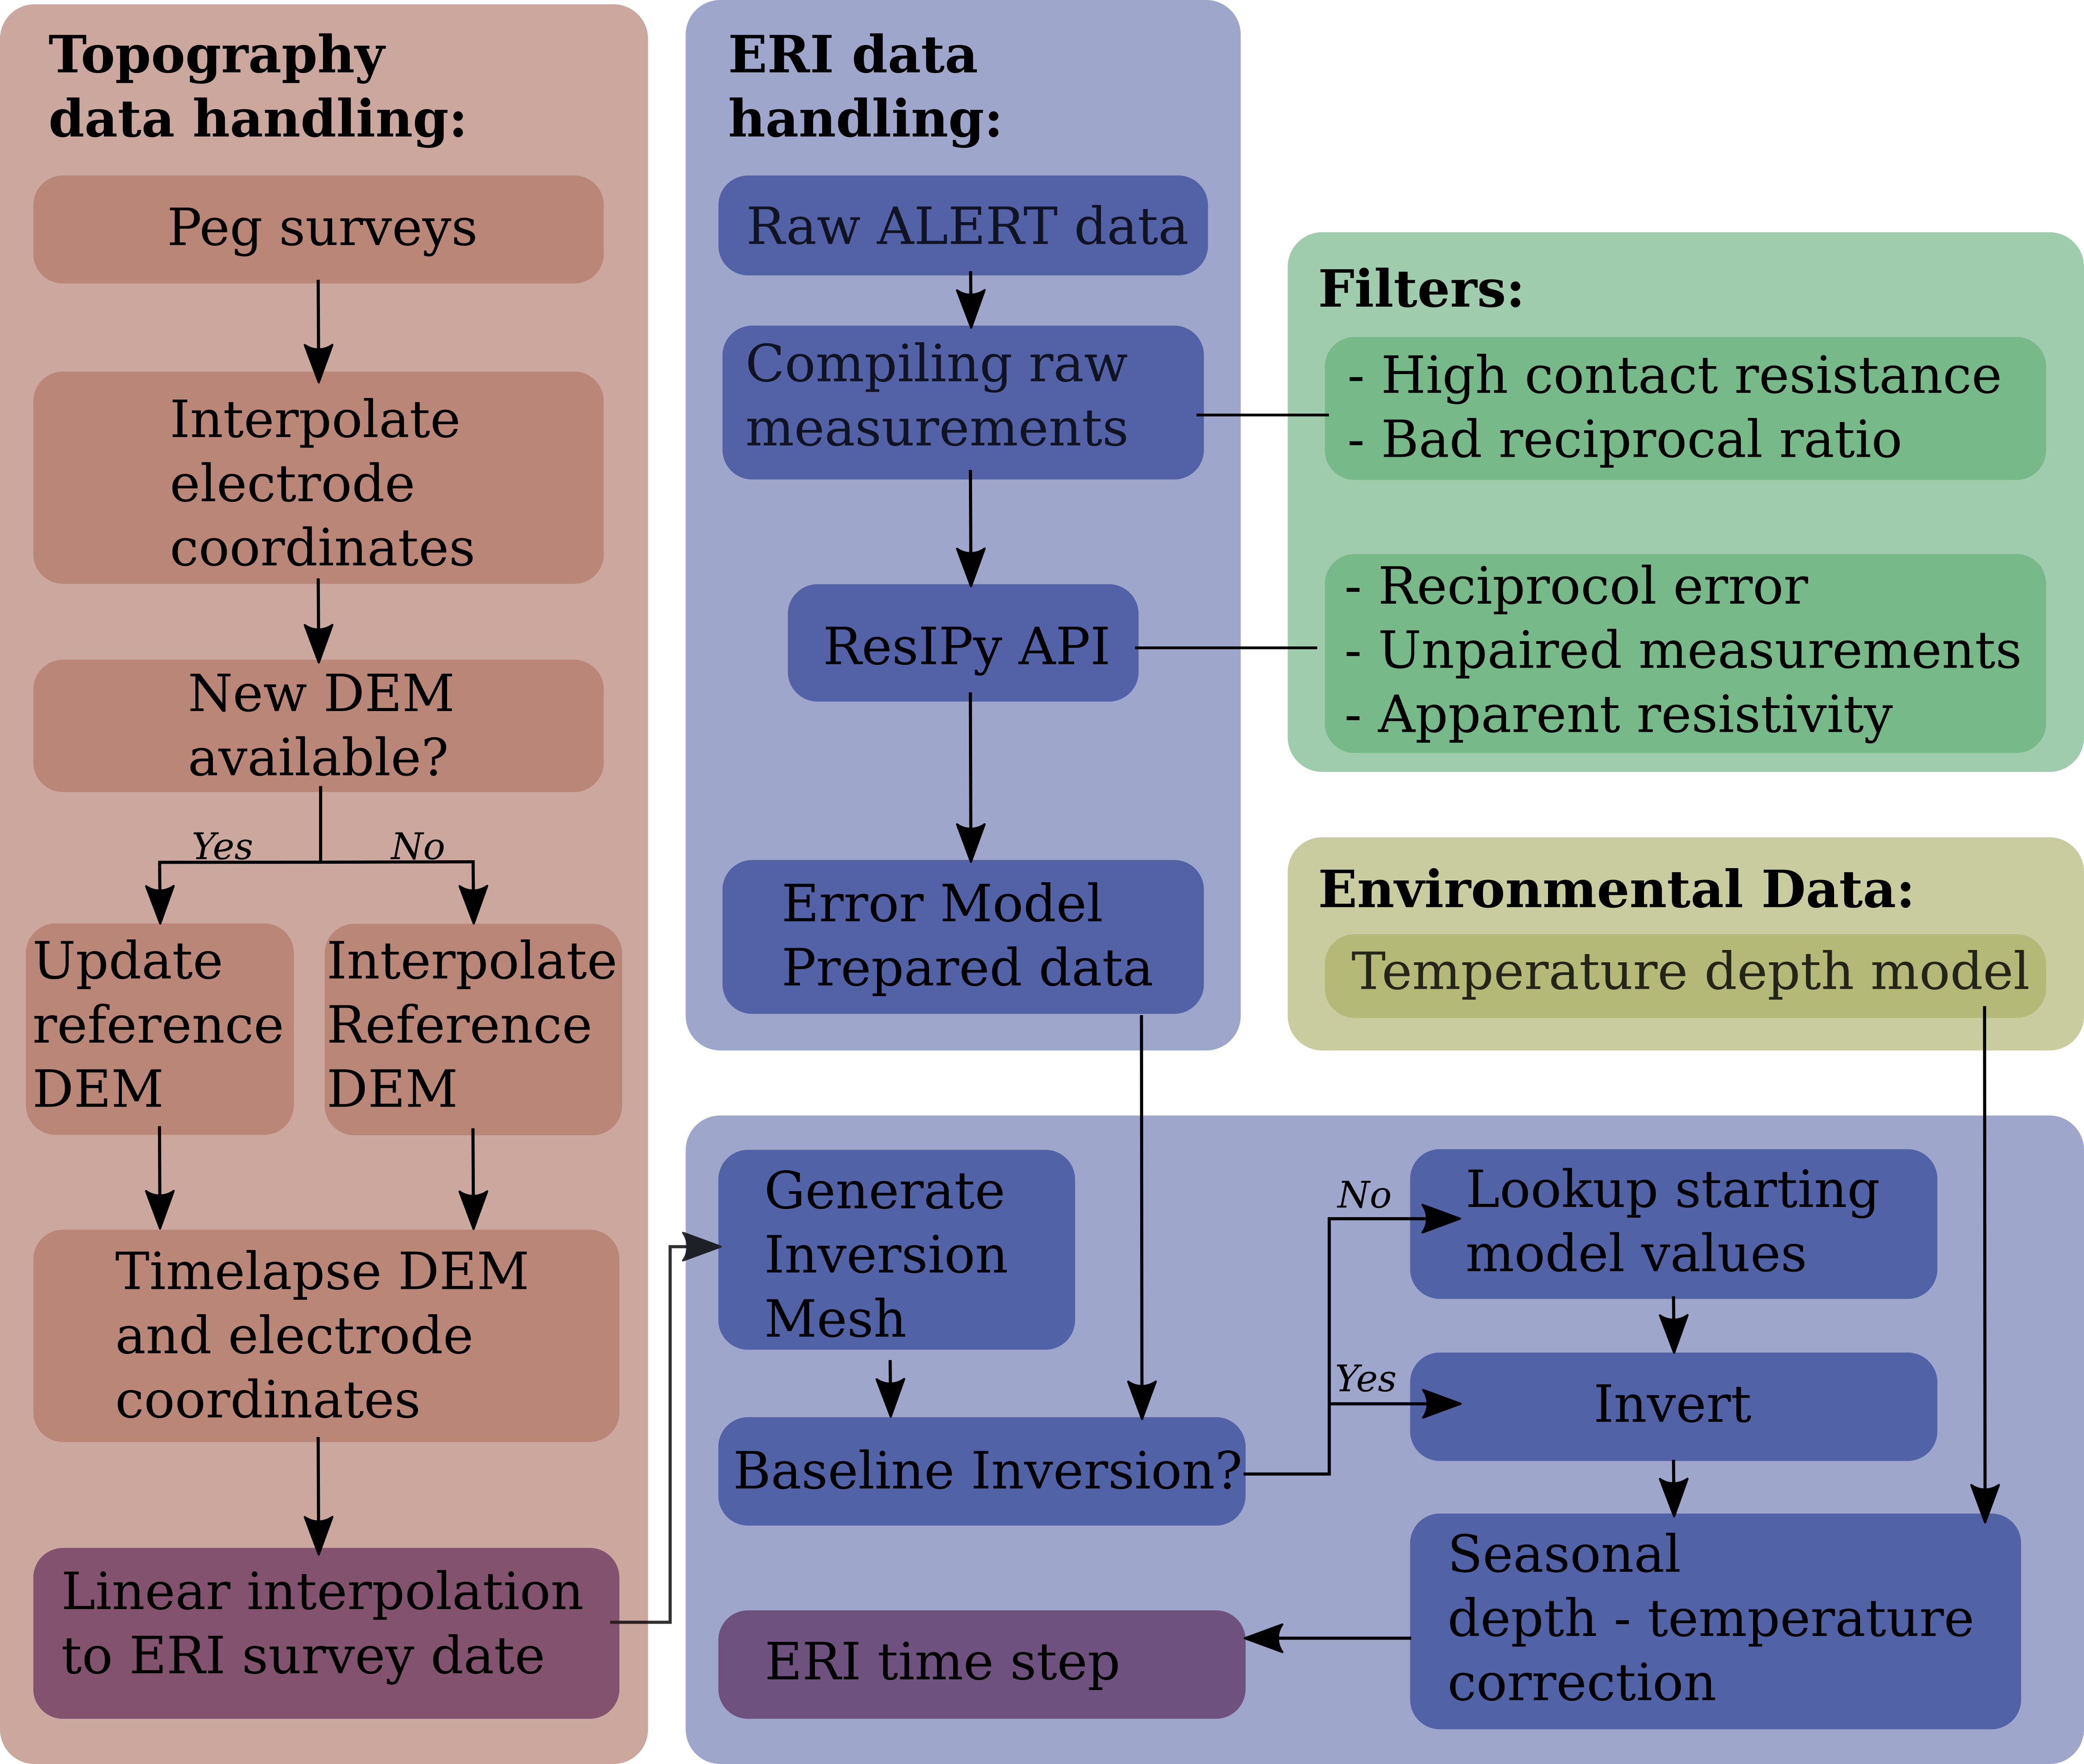 Topography
data handling:
Peg surveys
Interpolate
electrode
coordinates
New DEM
available?
Yes
No
Update
reference
DEM
Interpolate
Reference
DEM
Timelapse DEM
and electrode
coordinates
Linear interpolation
to ERI survey date
ERI data
handling:
Raw ALERT data
Compiling raw
measurements
ResIPy API
Error Model
Prepared data
Filters:
- High contact resistance
- Bad reciprocal ratio
- Reciprocol error
- Unpaired measurements
- Apparent resistivity
Environmental Data:
Temperature depth model
Generate
Inversion
Mesh
Baseline Inversion?
No
Yes
Lookup starting
model values
Invert
Seasonal
depth - temperature
correction
ERI time step